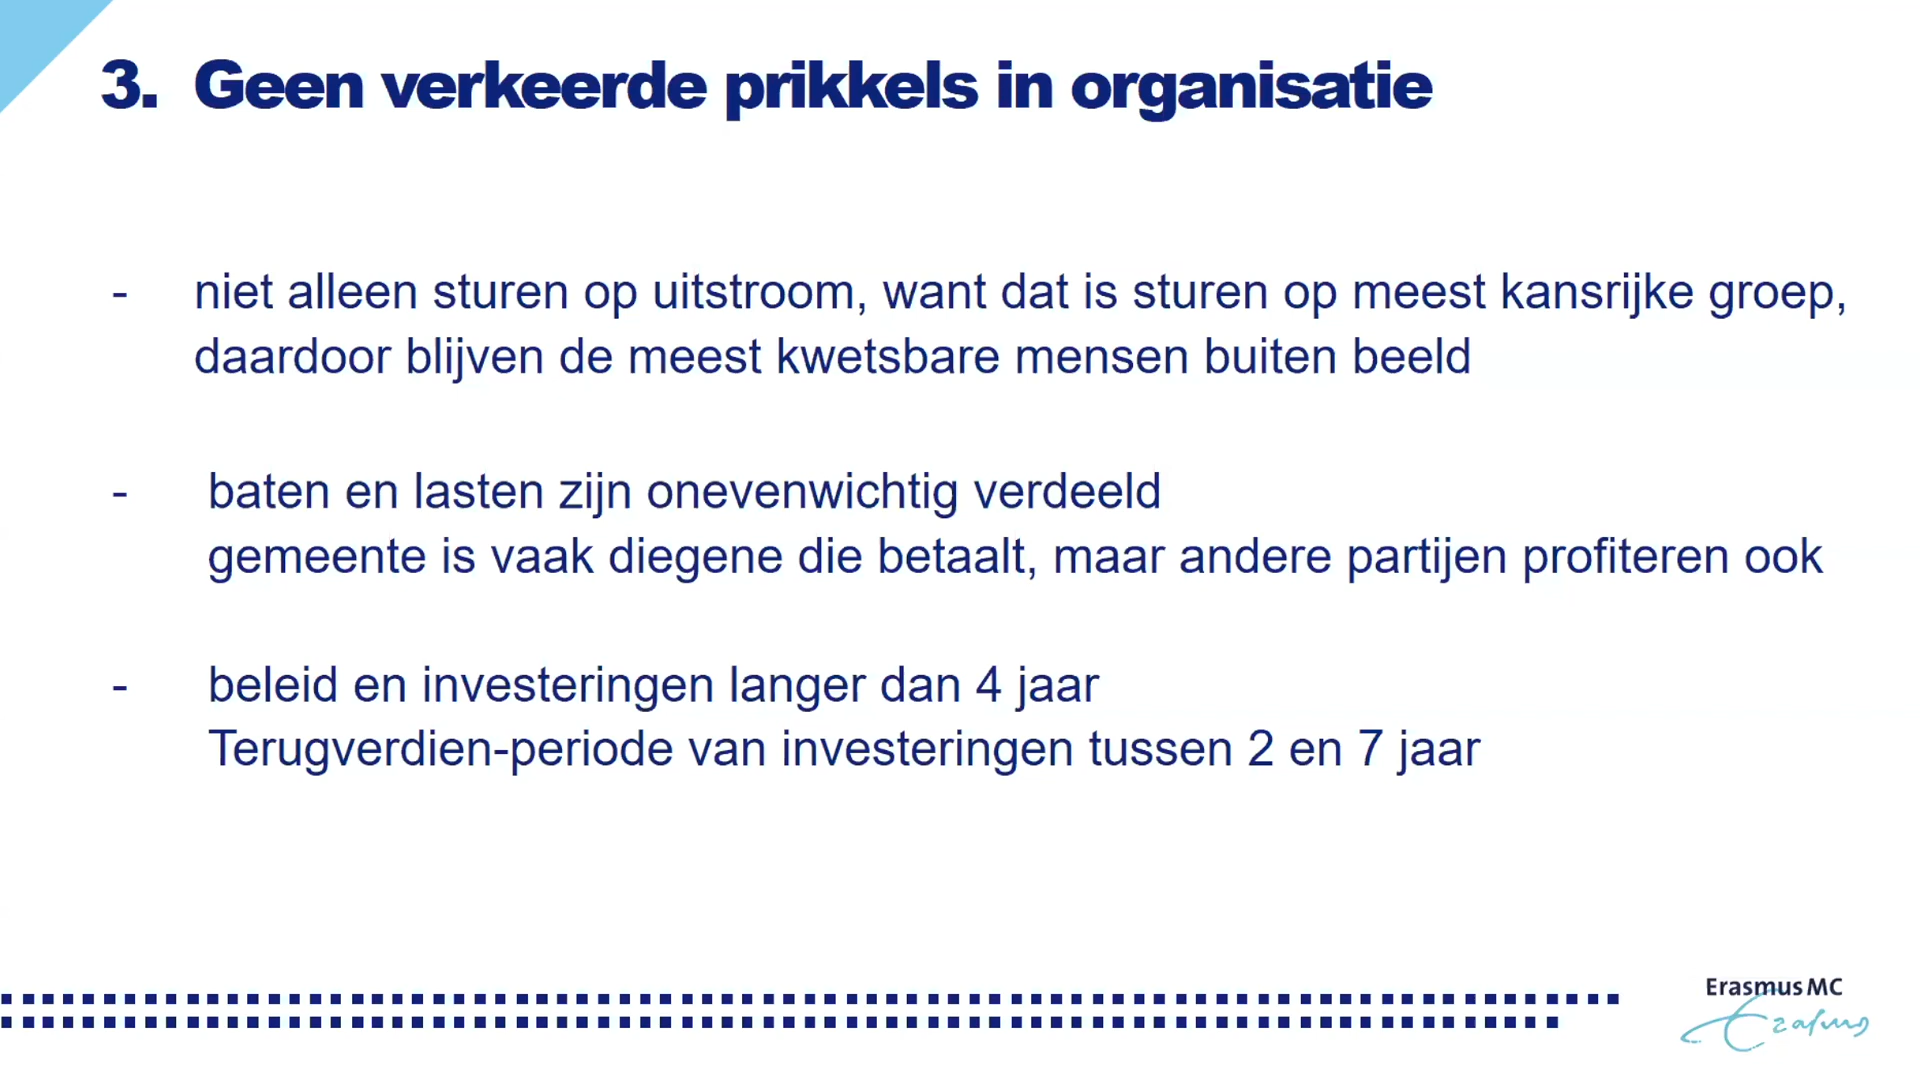 3. Geen verkeerde prikkels in organisatie
- niet alleen sturen op uitstroom, want dat is sturen op meest kansrijke groep,
daardoor blijven de meest kwetsbare mensen buiten beeld
- baten en lasten zijn onevenwichtig verdeeld
gemeente is vaak diegene die betaalt, maar andere partijen profiteren ook
- beleid en investeringen langer dan 4 jaar
Terugverdien-periode van investeringen tussen 2 en 7 jaar
Erasmus MC
Erasmus